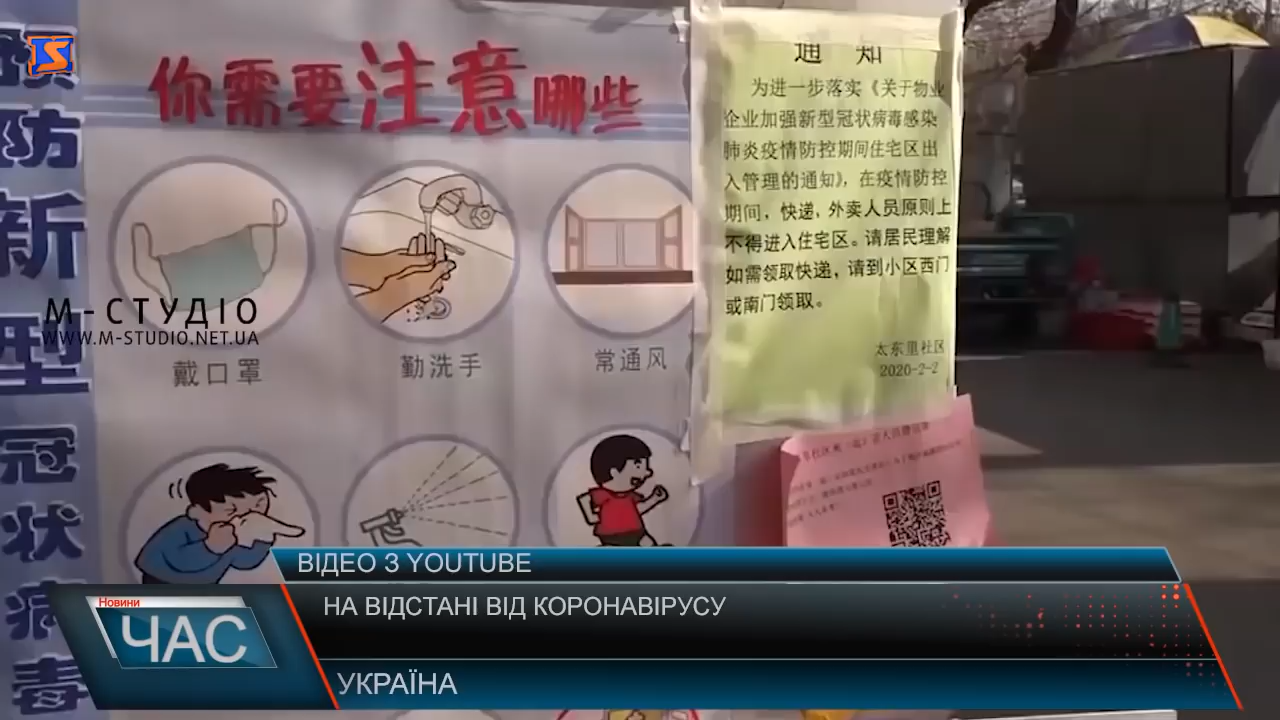 预防新型冠状病毒
你需要注意哪些
戴口罩
勤洗手
常通风
通知
为进一步落实《关于物业
企业加强新型冠状病毒感染
肺炎疫情防控期间住宅区出
入管理的通知》，在疫情防控
期间，快递、外卖人员原则上
不得进入住宅区。请居民理解
如需领取快递，请到小区西门
或南门领取。
太东里社区
2020-2-2
М-СТУДІО
WWW.M-STUDIO.NET.UA
ВІДЕО З YOUTUBE
Новини
ЧАС
НА ВІДСТАНІ ВІД КОРОНАВІРУСУ
УКРАЇНА